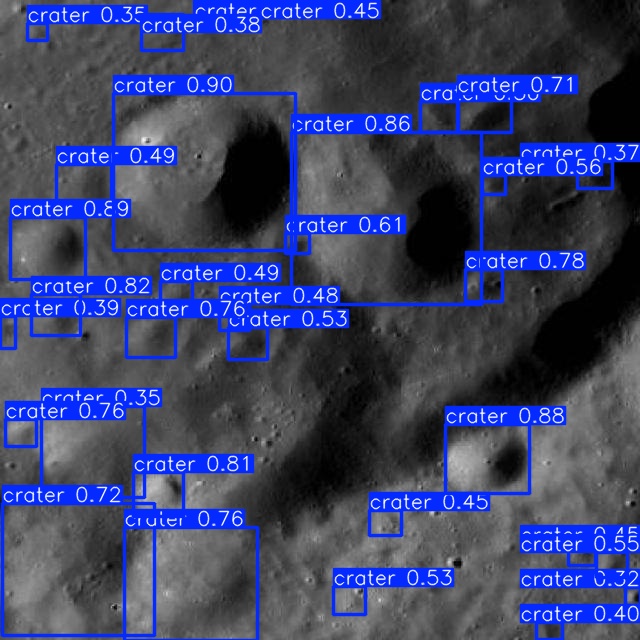 crater 0.35
crater 0.45
crater 0.38
crater 0.90
crater 0.71
crater 0.86
crater 0.49
crater 0.37
crater 0.56
crater 0.89
crater 0.61
crater 0.78
crater 0.49
crater 0.82
crater 0.48
crater 0.39
crater 0.76
crater 0.53
crater 0.35
crater 0.76
crater 0.88
crater 0.81
crater 0.72
crater 0.45
crater 0.76
crater 0.55
crater 0.53
crater 0.32
crater 0.40